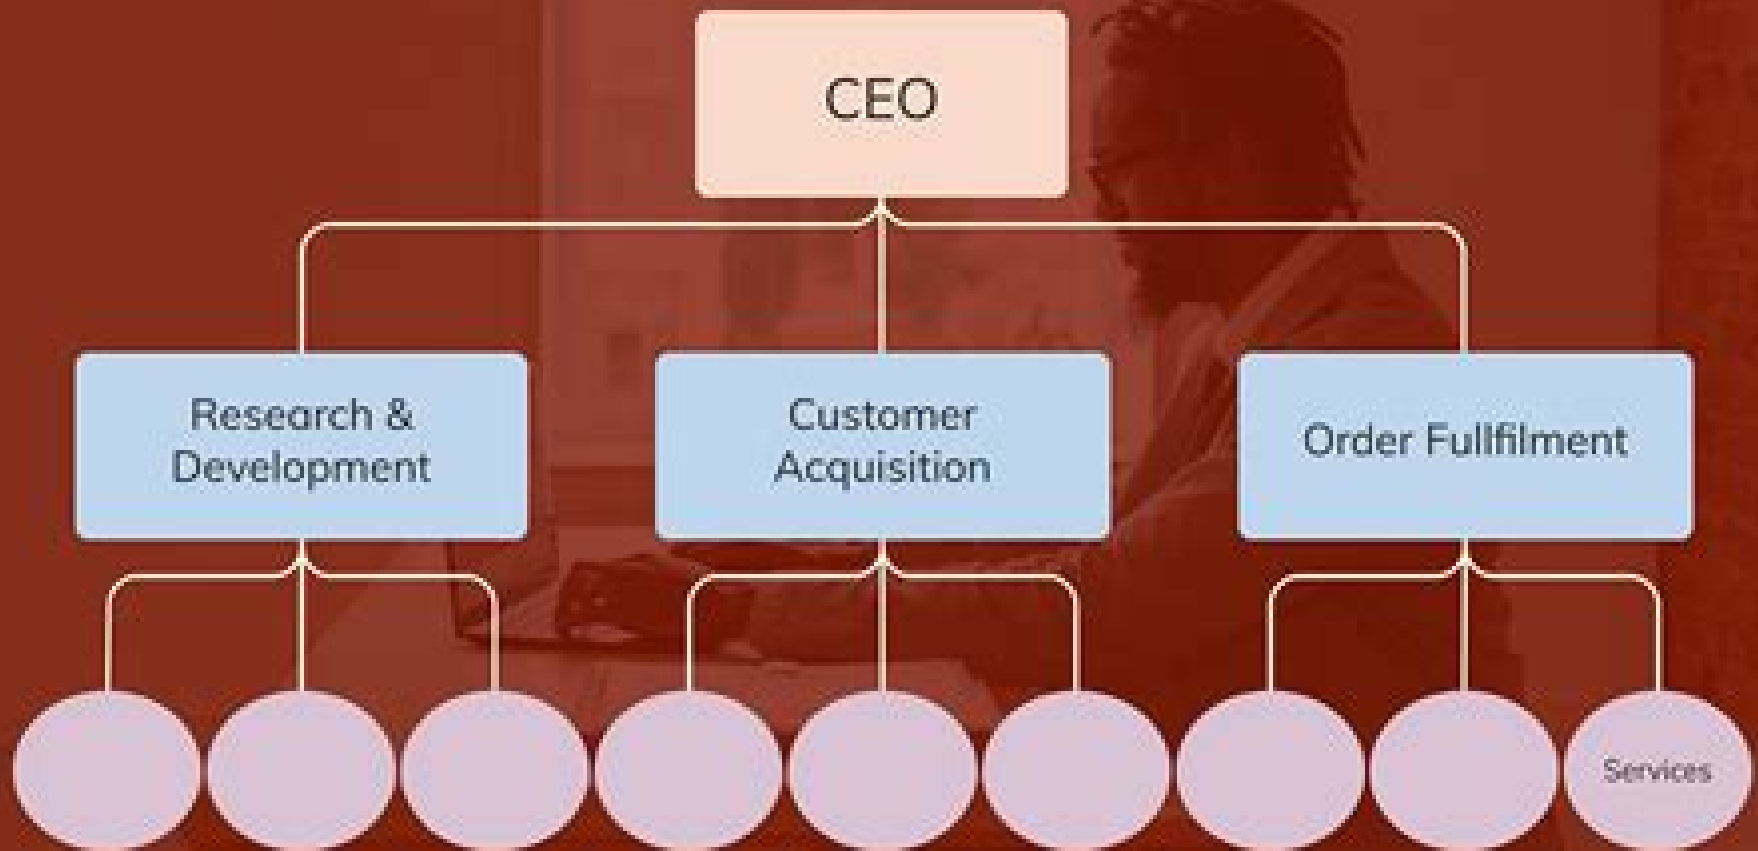 CEO
Research &
Development
Customer
Acquisition
Order Fullfilment
Services